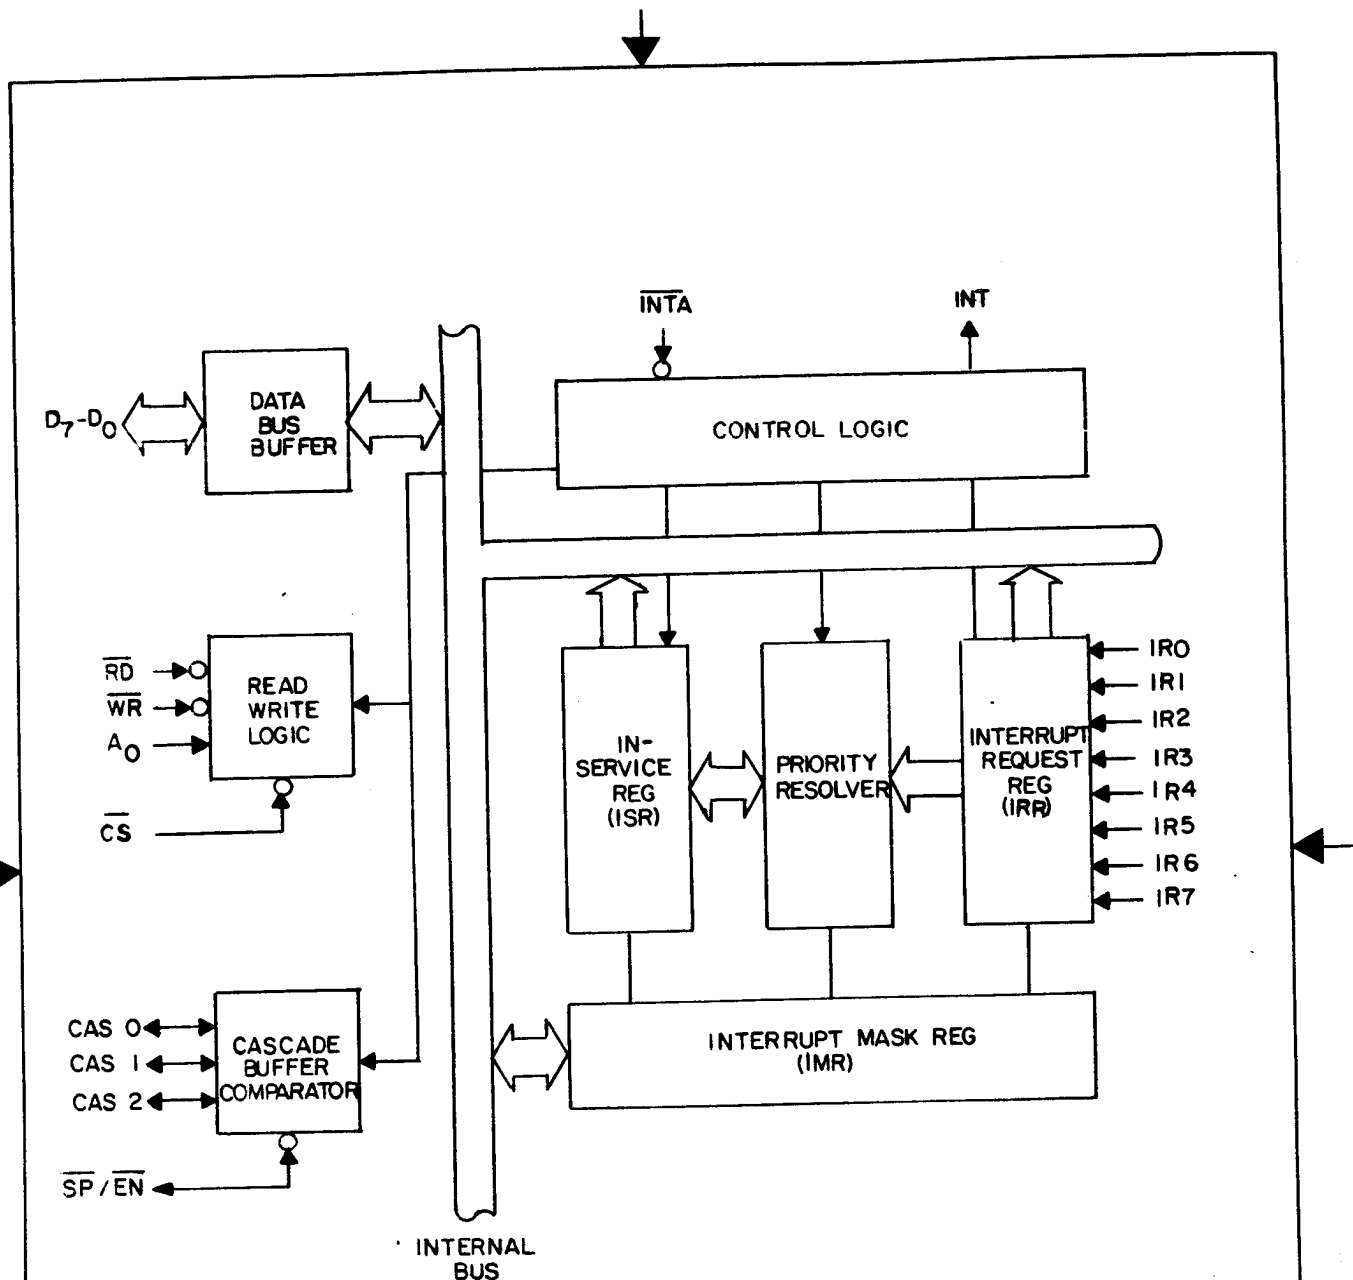 INTA
INT
DATA
BUS
BUFFER
D7-D0
CONTROL LOGIC
RD
WR
A0
CS
READ
WRITE
LOGIC
IN-
SERVICE
REG
(ISR)
PRIORITY
RESOLVER
INTERRUPT
REQUEST
REG
(IRR)
IR0
IR1
IR2
IR3
IR4
IR5
IR6
IR7
CAS 0
CAS 1
CAS 2
CASCADE
BUFFER
COMPARATOR
SP/EN
INTERRUPT MASK REG
(IMR)
INTERNAL
BUS